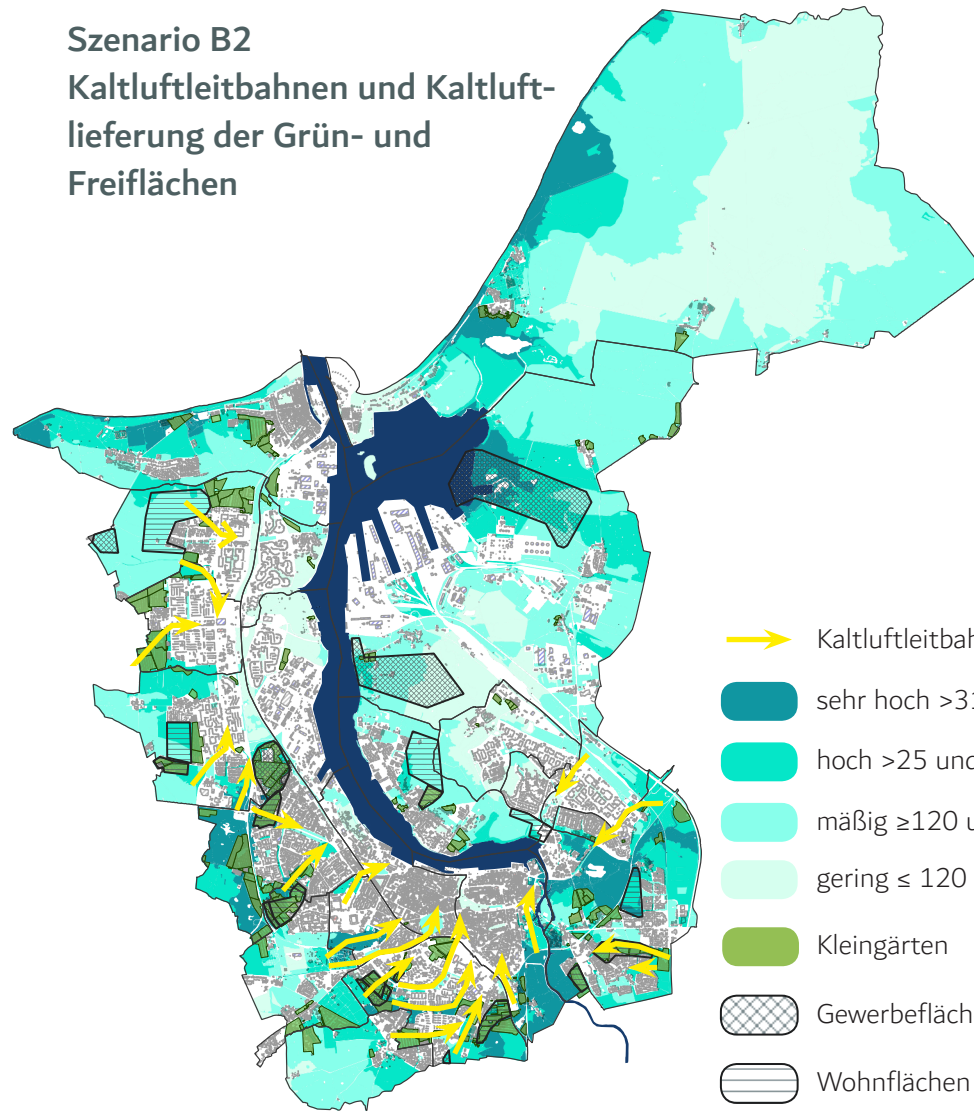 Szenario B2
Kaltluftleitbahnen und Kaltluft-
lieferung der Grün- und
Freiflächen
Kaltluftleitbah
sehr hoch >31
hoch >25 und
mäßig ≥120 u
gering ≤ 120
Kleingärten
Gewerbefläch
Wohnflächen